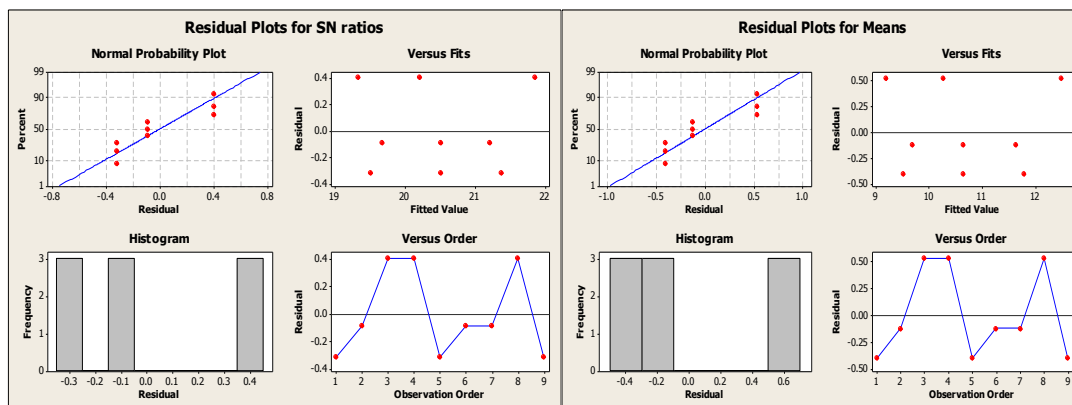 Residual Plots for SN ratios
Normal Probability Plot
Percent
99
90
50
10
1
-0.8 -0.4 0.0 0.4 0.8
Residual
Versus Fits
Residual
0.4
0.2
0.0
-0.2
-0.4
19 20 21 22
Fitted Value
Histogram
Frequency
3
2
1
0
-0.3 -0.2 -0.1 0.0 0.1 0.2 0.3 0.4
Residual
Versus Order
Residual
0.4
0.2
0.0
-0.2
-0.4
1 2 3 4 5 6 7 8 9
Observation Order
Residual Plots for Means
Normal Probability Plot
Percent
99
90
50
10
1
-1.0 -0.5 0.0 0.5 1.0
Residual
Versus Fits
Residual
0.50
0.25
0.00
-0.25
-0.50
9 10 11 12
Fitted Value
Histogram
Frequency
3
2
1
0
-0.4 -0.2 0.0 0.2 0.4 0.6
Residual
Versus Order
Residual
0.50
0.25
0.00
-0.25
-0.50
1 2 3 4 5 6 7 8 9
Observation Order